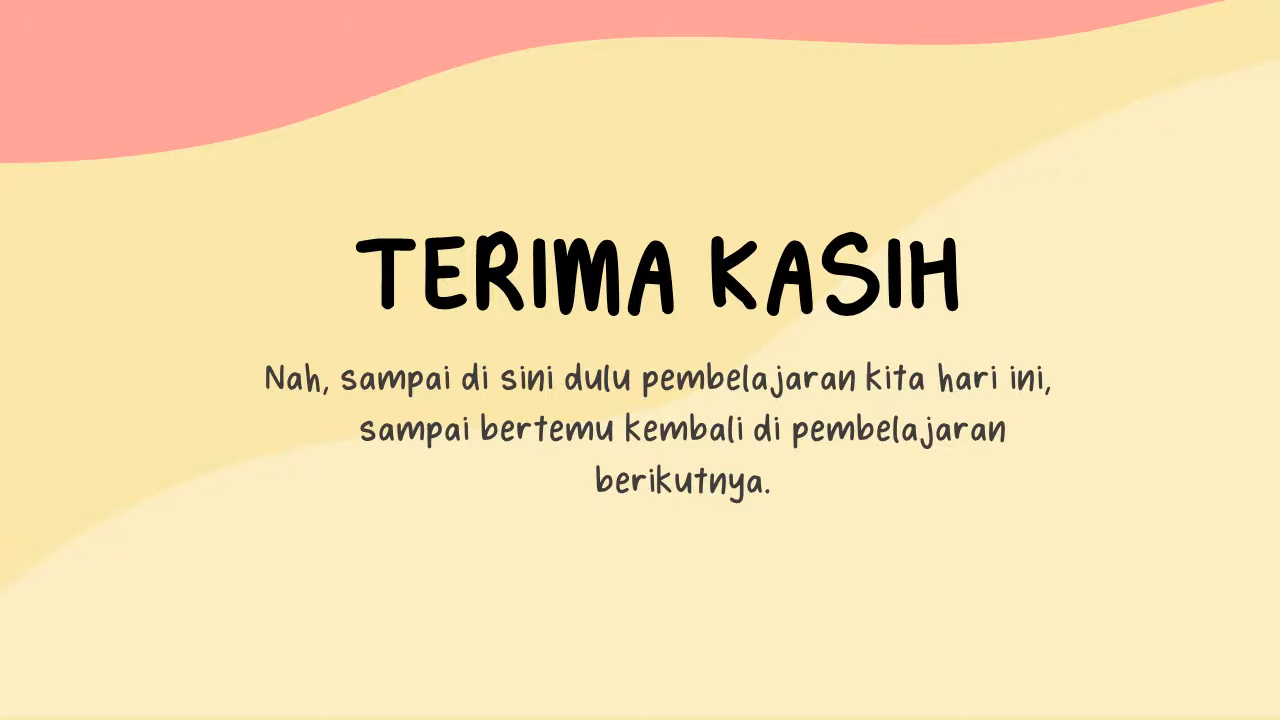 TERIMA KASIH
Nah, sampai di sini dulu pembelajaran kita hari ini,
sampai bertemu kembali di pembelajaran
berikutnya.